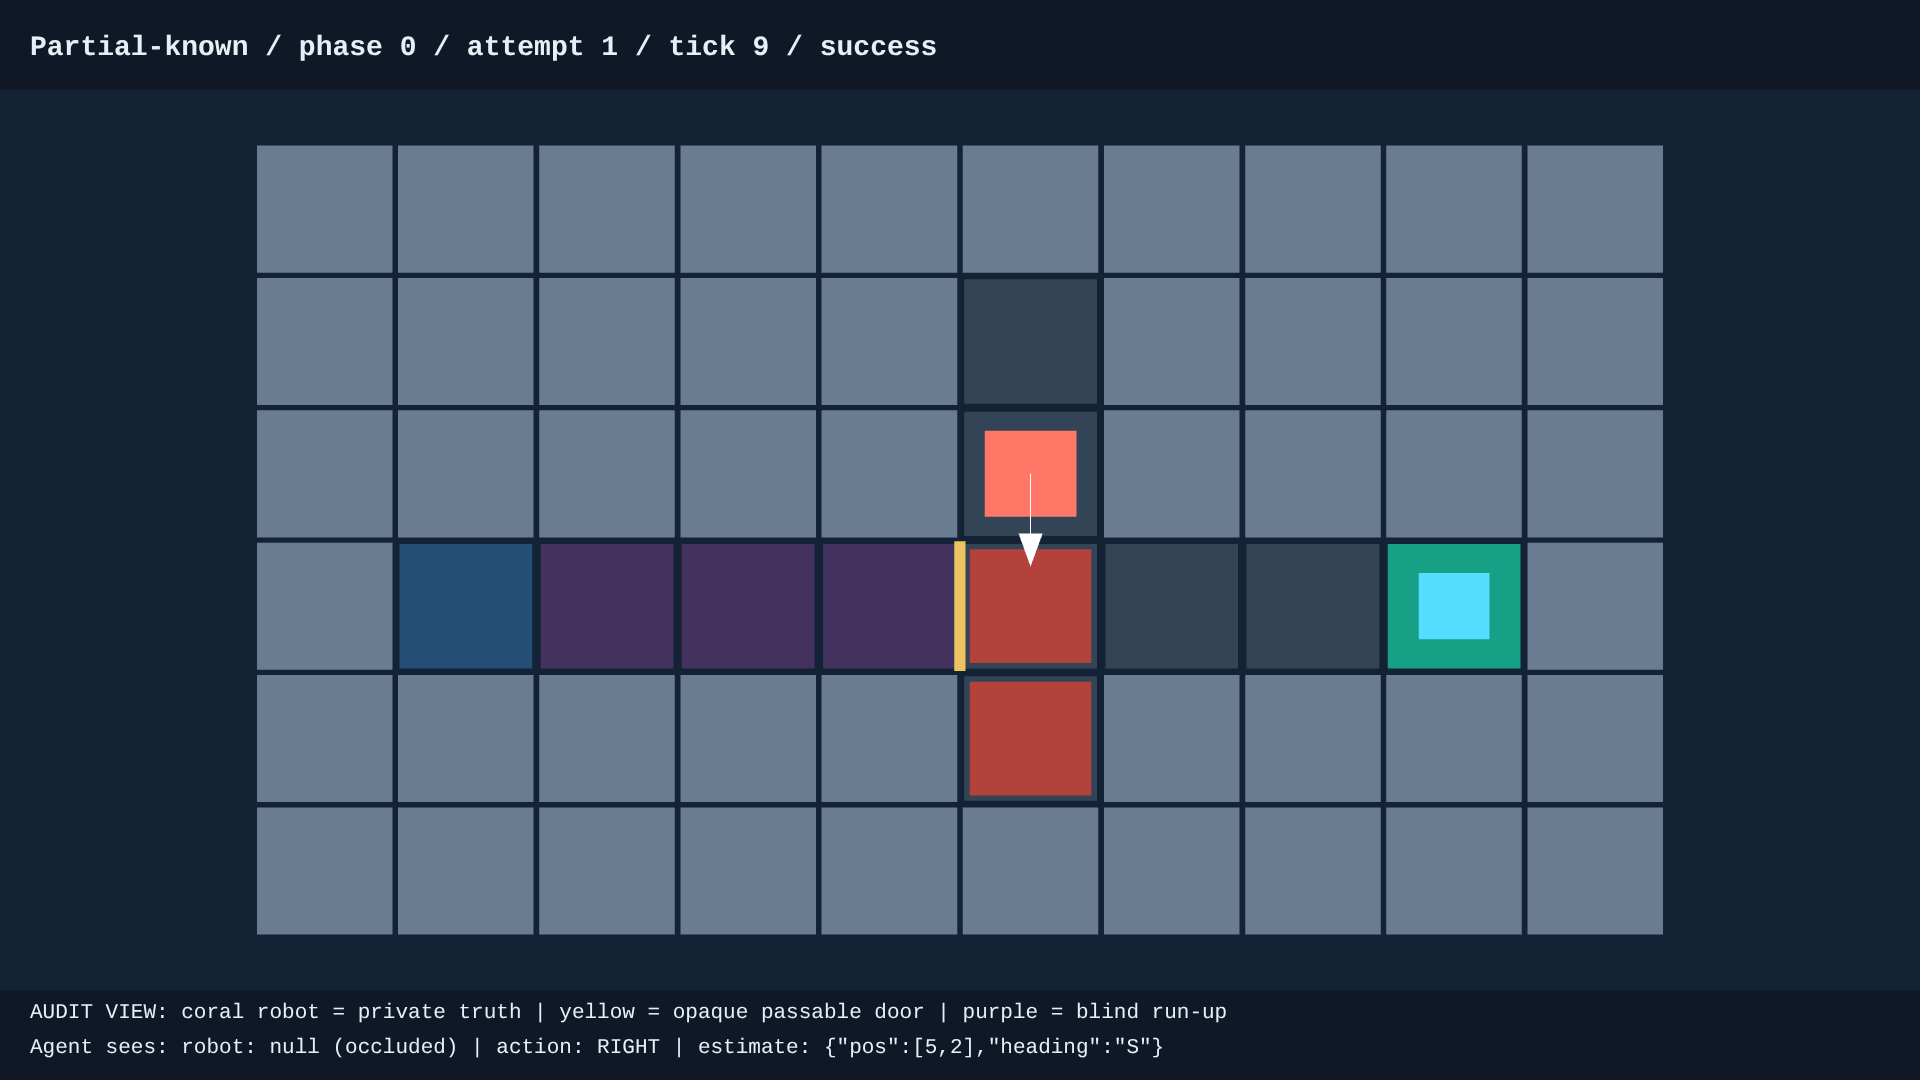 Partial-known / phase 0 / attempt 1 / tick 9 / success
AUDIT VIEW: coral robot = private truth | yellow = opaque passable door | purple = blind run-up
Agent sees: robot: null (occluded) | action: RIGHT | estimate: {"pos":[5,2],"heading":"S"}